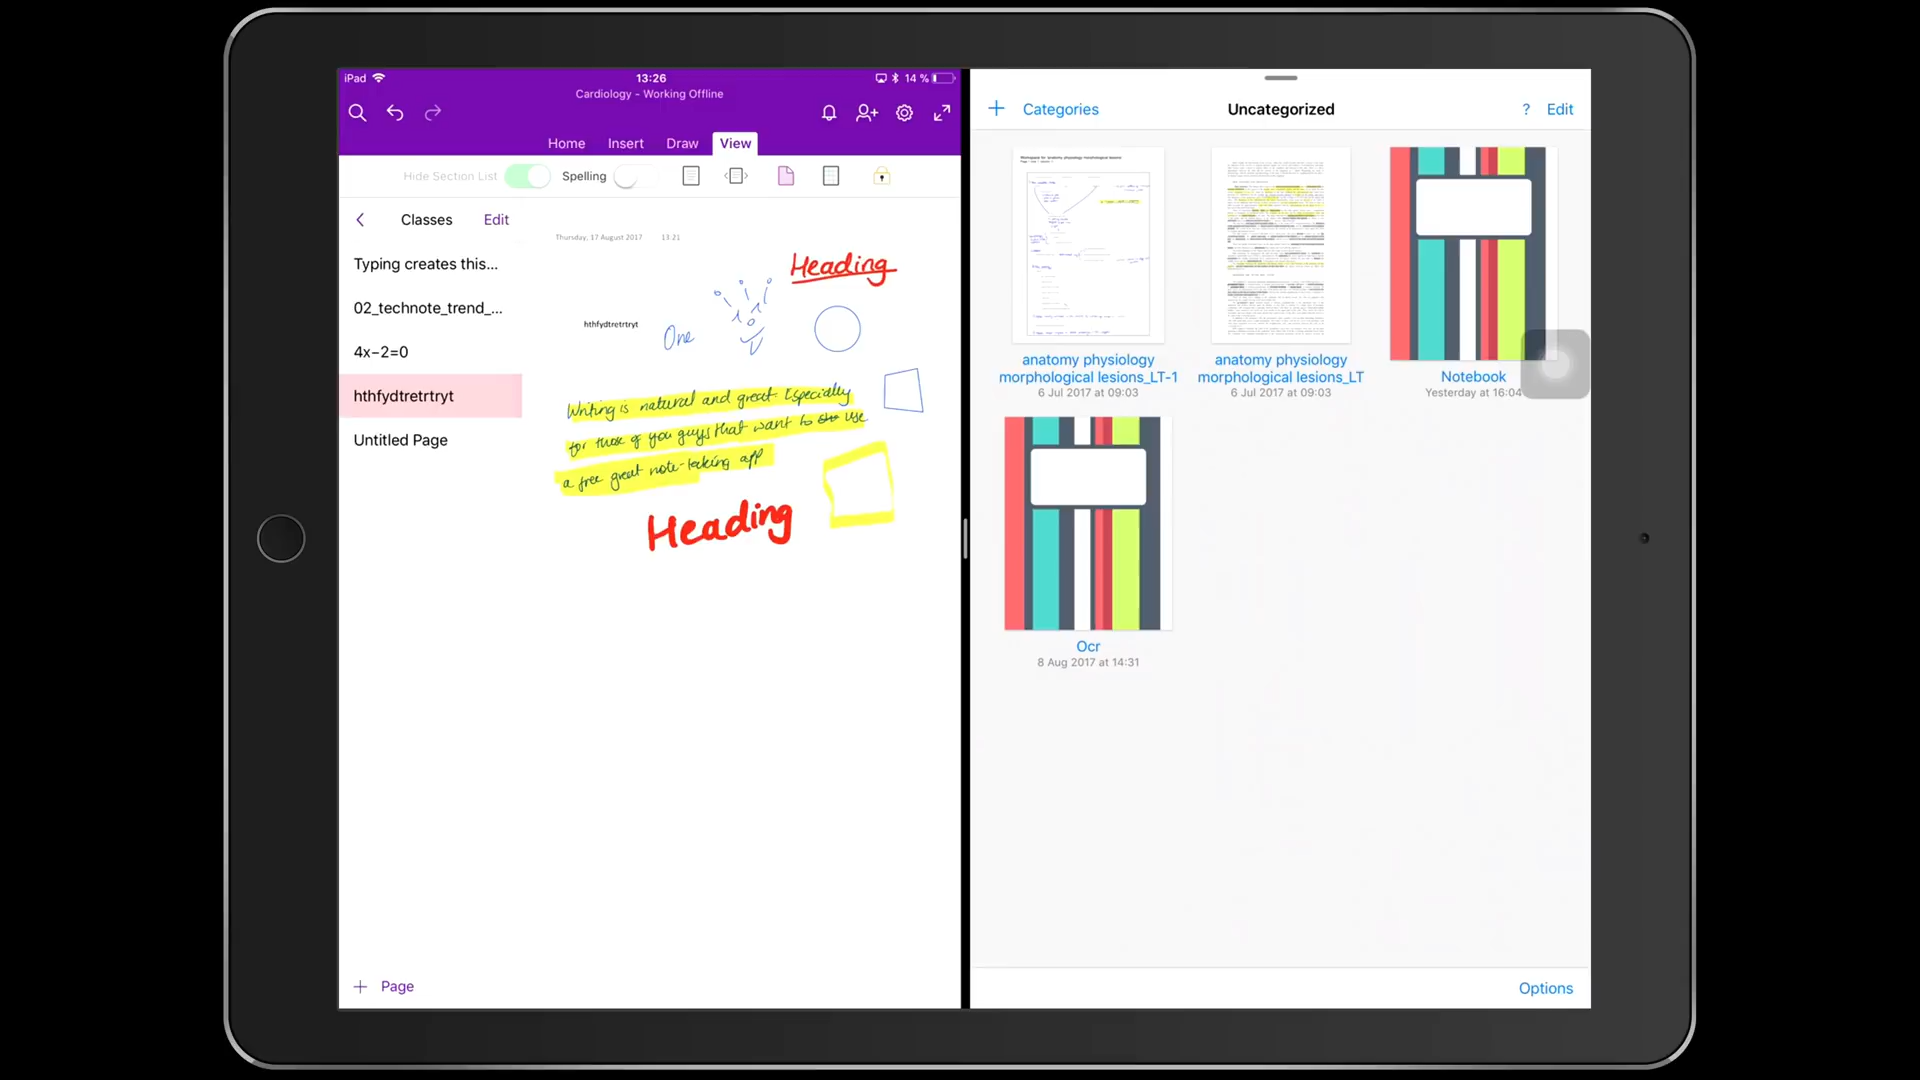 iPad
13:26
14 %
Cardiology - Working Offline
Home
Insert
Draw
View
Hide Section List
Spelling
Classes
Edit
Typing creates this...
02_technote_trend_...
4x−2=0
hthfydtretrtryt
Untitled Page
Page
Thursday, 17 August 2017
13:21
Heading
hthfydtretrtryt
One
Writing is natural and great. Especially
for those of you guys that want to use
a free great note-taking app
Heading
Categories
Uncategorized
?
Edit
anatomy physiology
morphological lesions_LT-1
6 Jul 2017 at 09:03
anatomy physiology
morphological lesions_LT
6 Jul 2017 at 09:03
Notebook
Yesterday at 16:04
Ocr
8 Aug 2017 at 14:31
Options